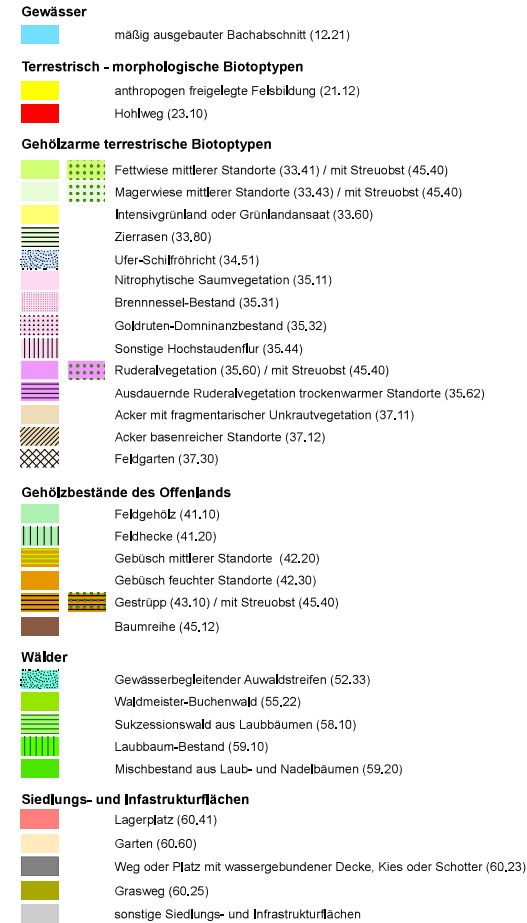 Gewässer
mäßig ausgebauter Bachabschnitt (12.21)
Terrestrisch - morphologische Biotoptypen
anthropogen freigelegte Felsbildung (21.12)
Hohlweg (23.10)
Gehölzarme terrestrische Biotoptypen
Fettwiese mittlerer Standorte (33.41) / mit Streuobst (45.40)
Magerwiese mittlerer Standorte (33.43) / mit Streuobst (45.40)
Intensivgrünland oder Grünlandansaat (33.60)
Zierrasen (33.80)
Ufer-Schilfröhricht (34.51)
Nitrophytische Saumvegetation (35.11)
Brennnessel-Bestand (35.31)
Goldruten-Domninanzbestand (35.32)
Sonstige Hochstaudenflur (35.44)
Ruderalvegetation (35.60) / mit Streuobst (45.40)
Ausdauernde Ruderalvegetation trockenwarmer Standorte (35.62)
Acker mit fragmentarischer Unkrautvegetation (37.11)
Acker basenreicher Standorte (37.12)
Feldgarten (37.30)
Gehölzbestände des Offenlands
Feldgehölz (41.10)
Feldhecke (41.20)
Gebüsch mittlerer Standorte (42.20)
Gebüsch feuchter Standorte (42.30)
Gestrüpp (43.10) / mit Streuobst (45.40)
Baumreihe (45.12)
Wälder
Gewässerbegleitender Auwaldstreifen (52.33)
Waldmeister-Buchenwald (55.22)
Sukzessionswald aus Laubbäumen (58.10)
Laubbaum-Bestand (59.10)
Mischbestand aus Laub- und Nadelbäumen (59.20)
Siedlungs- und Infastrukturflächen
Lagerplatz (60.41)
Garten (60.60)
Weg oder Platz mit wassergebundener Decke, Kies oder Schotter (60.23)
Grasweg (60.25)
sonstige Siedlungs- und Infrastrukturflächen